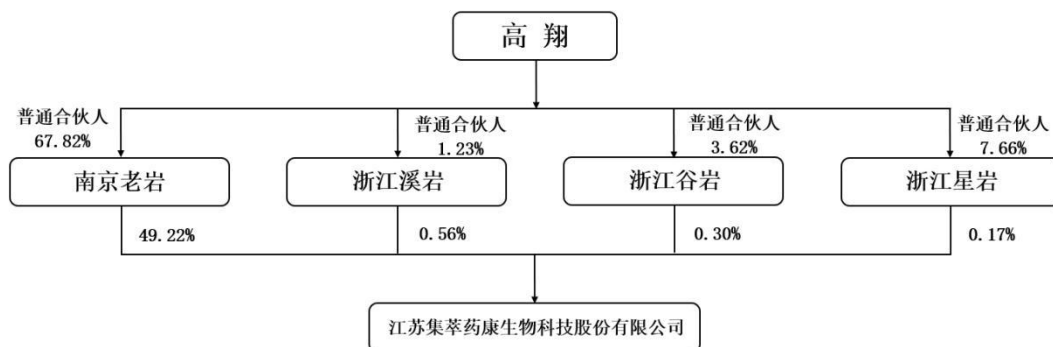 高 翔
普通合伙人
67.82%
普通合伙人
1.23%
普通合伙人
3.62%
普通合伙人
7.66%
南京老岩
浙江溪岩
浙江谷岩
浙江星岩
49.22%
0.56%
0.30%
0.17%
江苏集萃药康生物科技股份有限公司